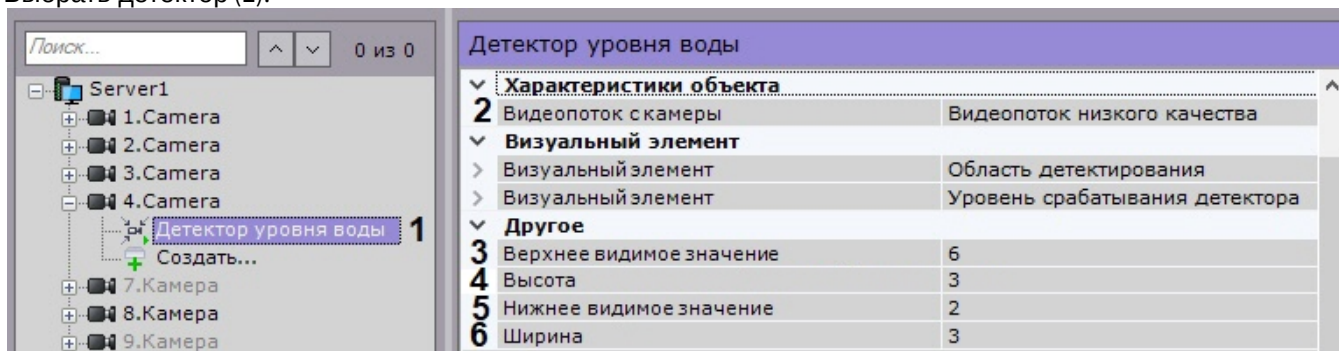 Выбрать детектор (1).
Поиск...
0 из 0
Server1
1.Camera
2.Camera
3.Camera
4.Camera
Детектор уровня воды 1
Создать...
7.Камера
8.Камера
9.Камера
Детектор уровня воды
Характеристики объекта
2 Видеопоток с камеры Видеопоток низкого качества
Визуальный элемент
Визуальный элемент Область детектирования
Визуальный элемент Уровень срабатывания детектора
Другое
3 Верхнее видимое значение 6
4 Высота 3
5 Нижнее видимое значение 2
6 Ширина 3